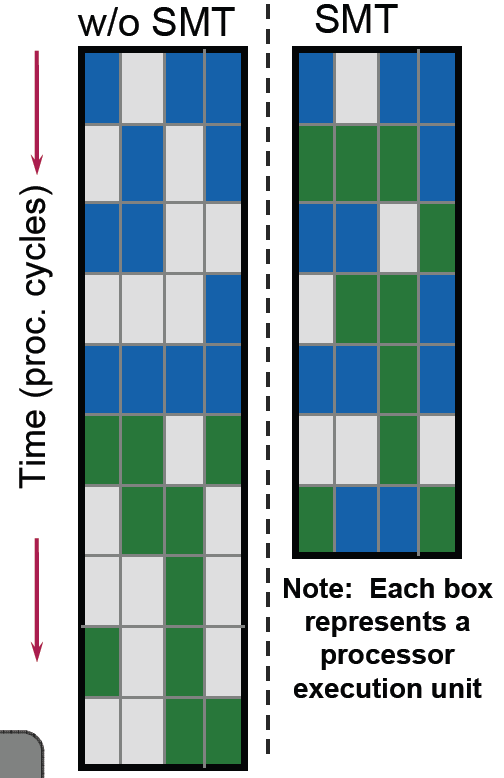 w/o SMT
SMT
Time (proc. cycles)
Note:  Each box
represents a
processor
execution unit